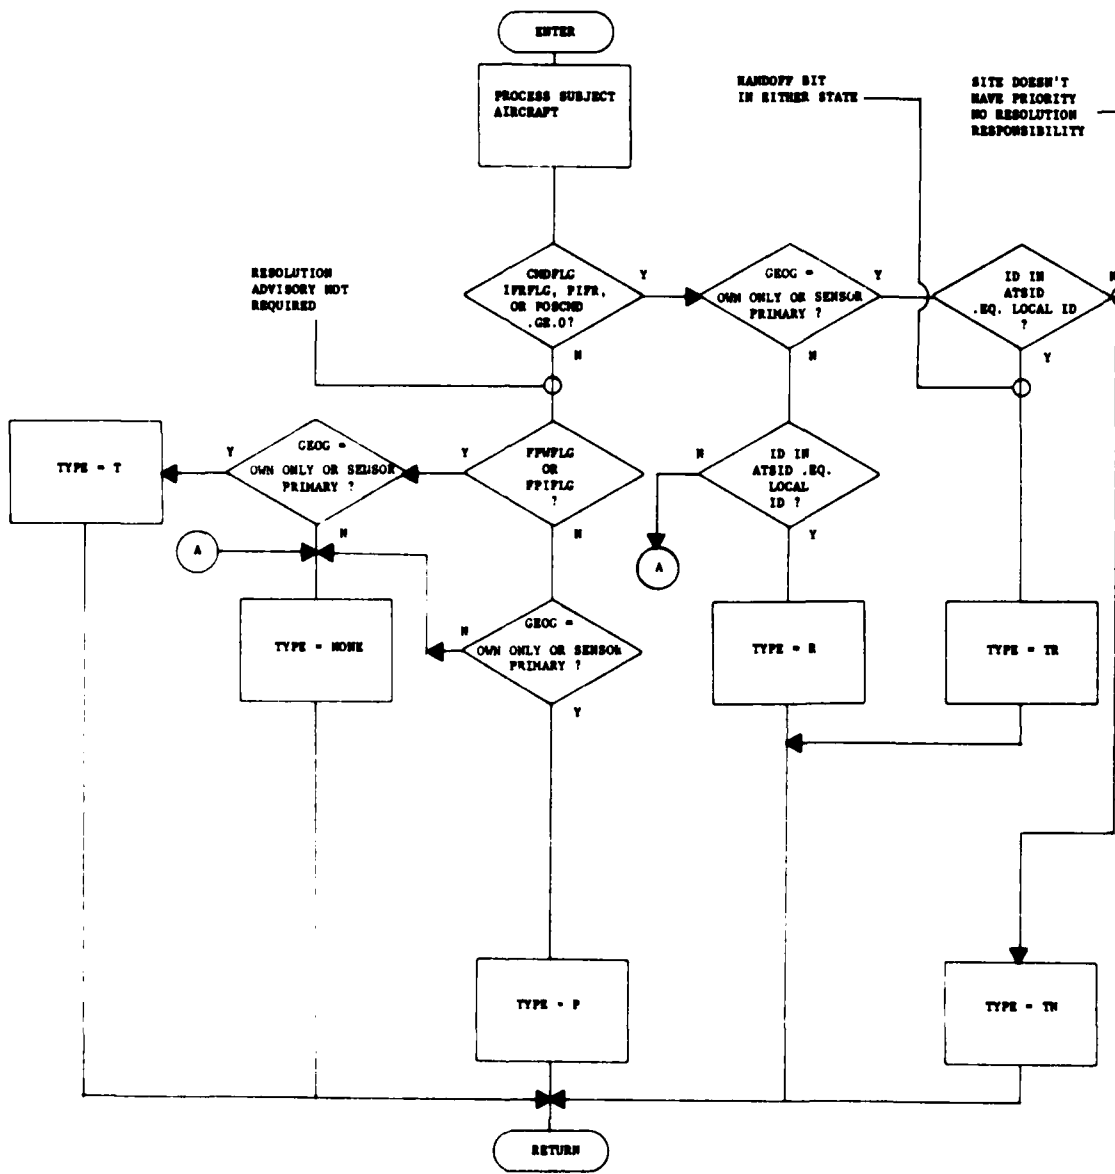 ENTER
PROCESS SUBJECT
AIRCRAFT
HANDOFF BIT
IN EITHER STATE
SITE DOESN'T
HAVE PRIORITY
NO RESOLUTION
RESPONSIBILITY
RESOLUTION
ADVISORY NOT
REQUIRED
CMDFLG
IFRFLG, PIFR,
OR POSCMD
.GE.0?
Y
N
GEOG =
OWN ONLY OR SENSOR
PRIMARY ?
Y
N
ID IN
ATSID
.EQ. LOCAL ID
?
N
Y
TYPE = T
Y
GEOG =
OWN ONLY OR SENSOR
PRIMARY ?
N
Y
FPWFLG
OR
FPIFLG
?
N
N
ID IN
ATSID .EQ.
LOCAL
ID ?
Y
A
A
TYPE = NONE
N
GEOG =
OWN ONLY OR SENSOR
PRIMARY ?
Y
TYPE = R
TYPE = TR
TYPE = P
TYPE = TN
RETURN